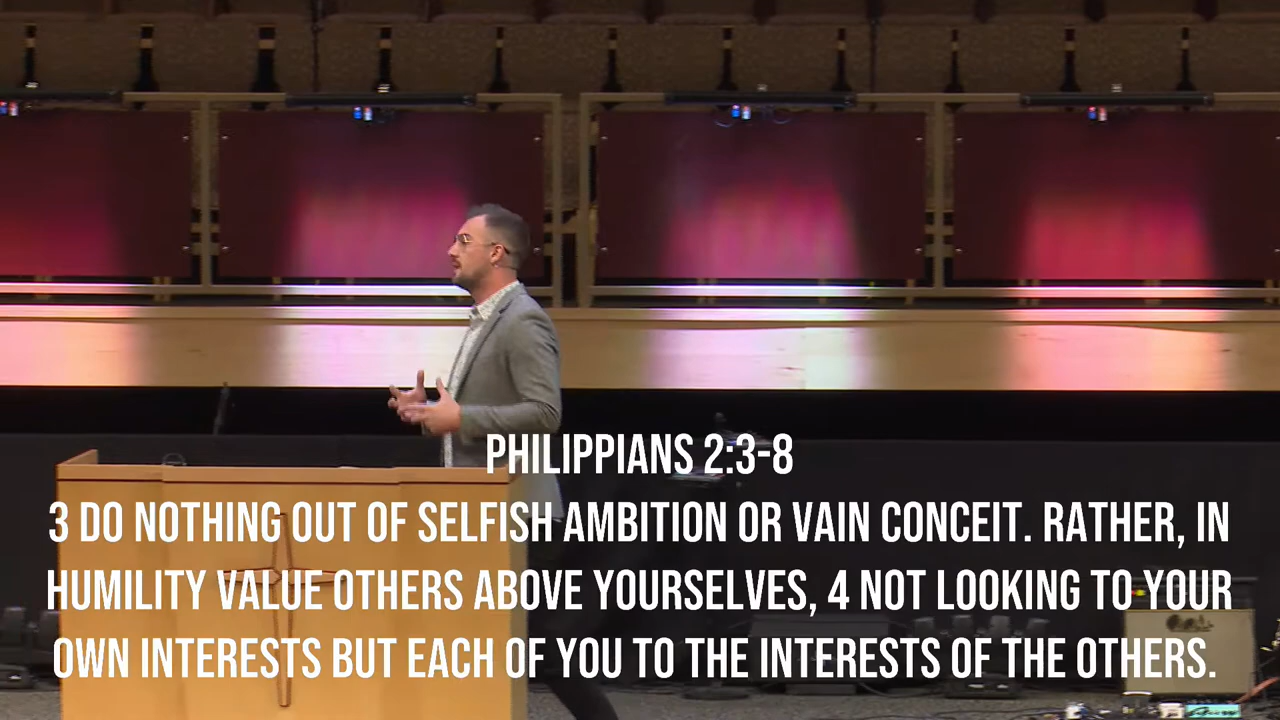 PHILIPPIANS 2:3-8
3 DO NOTHING OUT OF SELFISH AMBITION OR VAIN CONCEIT. RATHER, IN
HUMILITY VALUE OTHERS ABOVE YOURSELVES, 4 NOT LOOKING TO YOUR
OWN INTERESTS BUT EACH OF YOU TO THE INTERESTS OF THE OTHERS.